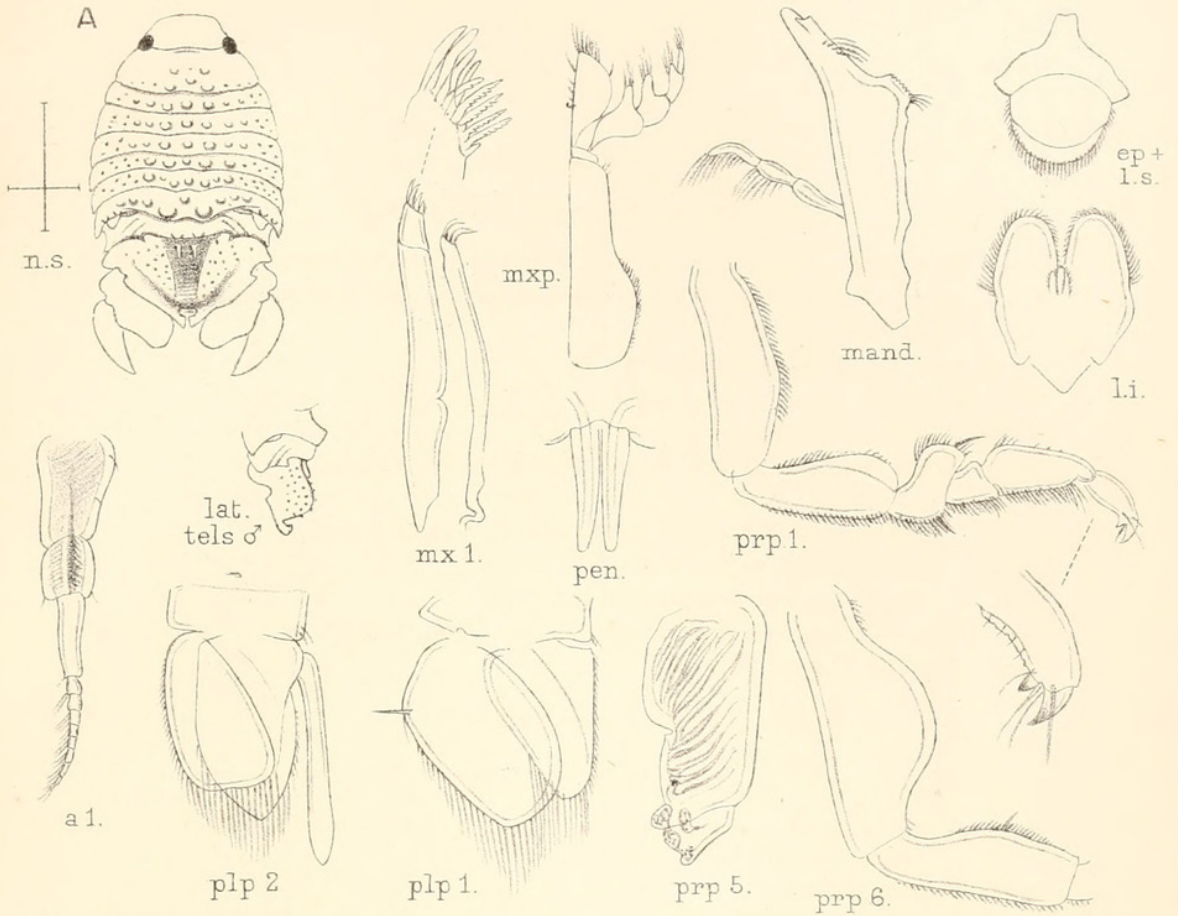 A
n.s.
mxp.
mand.
ep +
l.s.
l.i.
lat.
tels ♂
mx 1.
pen.
prp. 1.
a 1.
plp 2
plp 1.
prp 5.
prp 6.